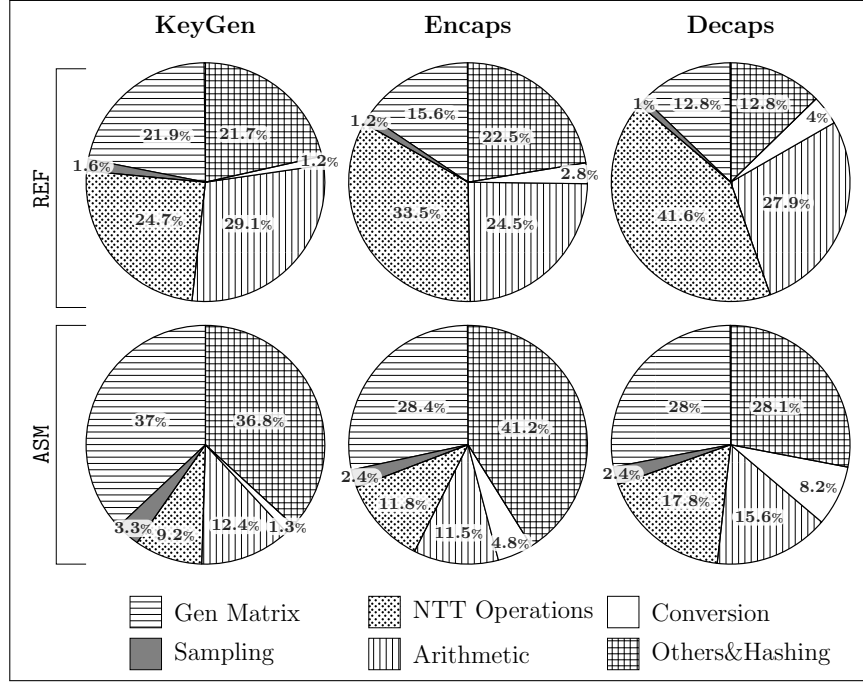 KeyGen Encaps Decaps
REF
21.9% 21.7% 1.6% 1.2% 24.7% 29.1%
15.6% 1.2% 22.5% 2.8% 33.5% 24.5%
1% 12.8% 12.8% 4% 41.6% 27.9%
ASM
37% 36.8% 3.3% 9.2% 12.4% 1.3%
28.4% 41.2% 2.4% 11.8% 11.5% 4.8%
28% 28.1% 2.4% 17.8% 15.6% 8.2%
Gen Matrix NTT Operations Conversion
Sampling Arithmetic Others&Hashing